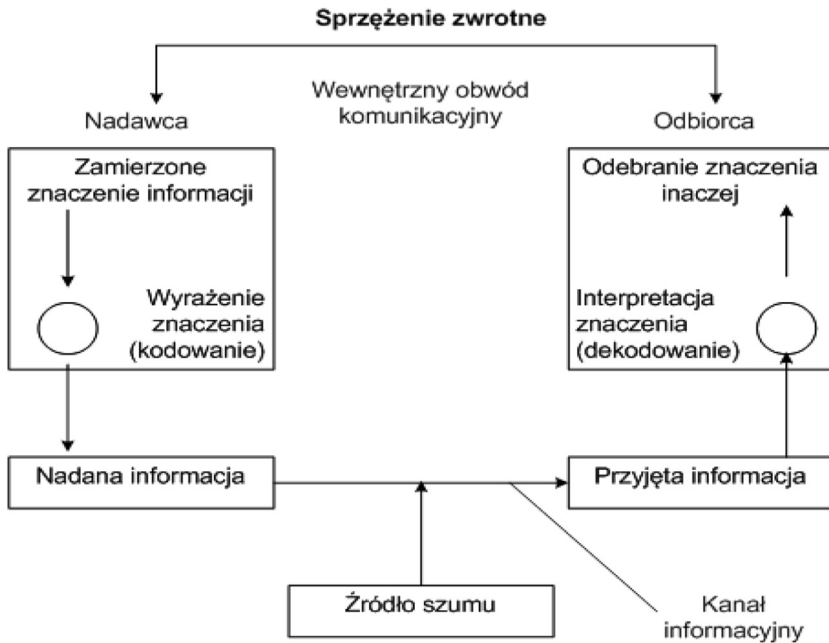 Sprzężenie zwrotne
Wewnętrzny obwód
komunikacyjny
Nadawca
Odbiorca
Zamierzone
znaczenie informacji
Wyrażenie
znaczenia
(kodowanie)
Odebranie znaczenia
inaczej
Interpretacja
znaczenia
(dekodowanie)
Nadana informacja
Przyjęta informacja
Źródło szumu
Kanał
informacyjny